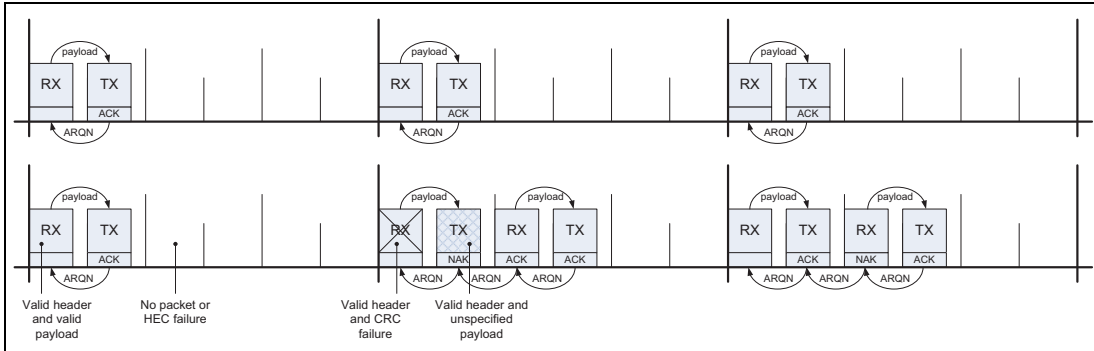 payload
payload
payload
RX TX RX TX RX TX
ACK ACK ACK
ARQN ARQN ARQN
payload payload payload payload payload
RX TX RX TX RX TX RX TX RX TX
ACK NAK ACK ACK ACK NAK ACK
ARQN ARQN ARQN ARQN ARQN ARQN ARQN
Valid header
and valid
payload
No packet or
HEC failure
Valid header
and CRC
failure
Valid header and
unspecified
payload